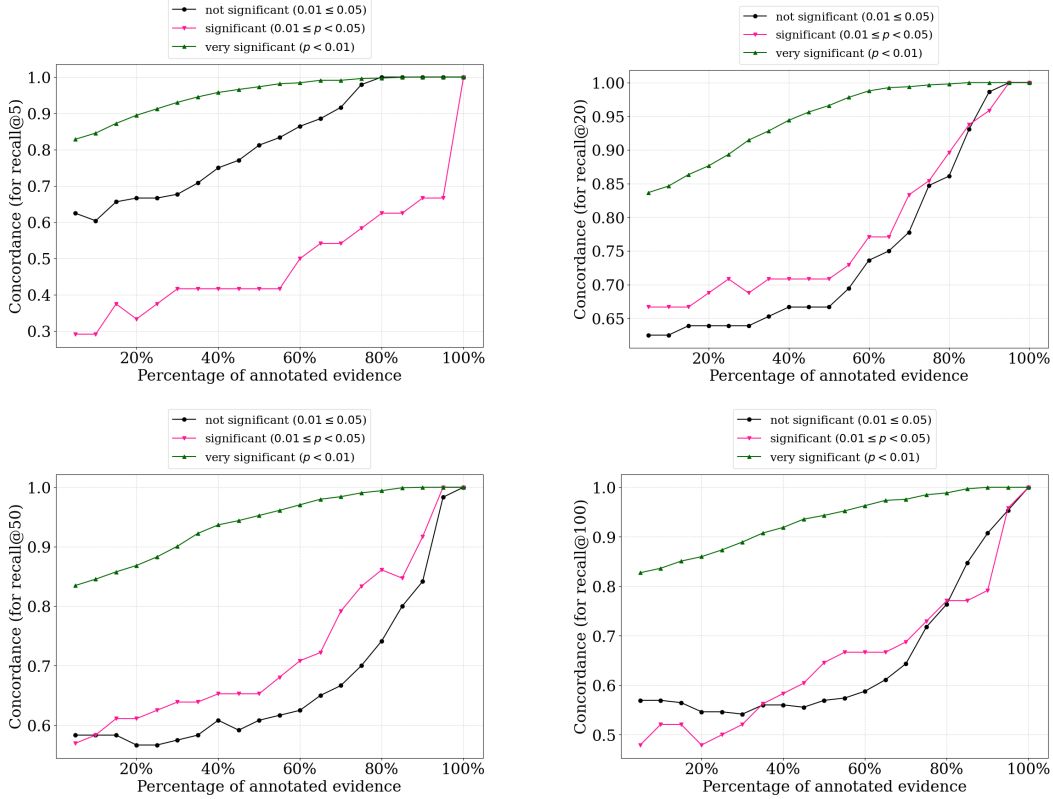 not significant (0.01 ≤ 0.05)
significant (0.01 ≤ p < 0.05)
very significant (p < 0.01)
1.0
0.9
0.8
0.7
0.6
0.5
0.4
0.3
Concordance (for recall@5)
20% 40% 60% 80% 100%
Percentage of annotated evidence
not significant (0.01 ≤ 0.05)
significant (0.01 ≤ p < 0.05)
very significant (p < 0.01)
1.00
0.95
0.90
0.85
0.80
0.75
0.70
0.65
Concordance (for recall@20)
20% 40% 60% 80% 100%
Percentage of annotated evidence
not significant (0.01 ≤ 0.05)
significant (0.01 ≤ p < 0.05)
very significant (p < 0.01)
1.0
0.9
0.8
0.7
0.6
Concordance (for recall@50)
20% 40% 60% 80% 100%
Percentage of annotated evidence
not significant (0.01 ≤ 0.05)
significant (0.01 ≤ p < 0.05)
very significant (p < 0.01)
1.0
0.9
0.8
0.7
0.6
0.5
Concordance (for recall@100)
20% 40% 60% 80% 100%
Percentage of annotated evidence